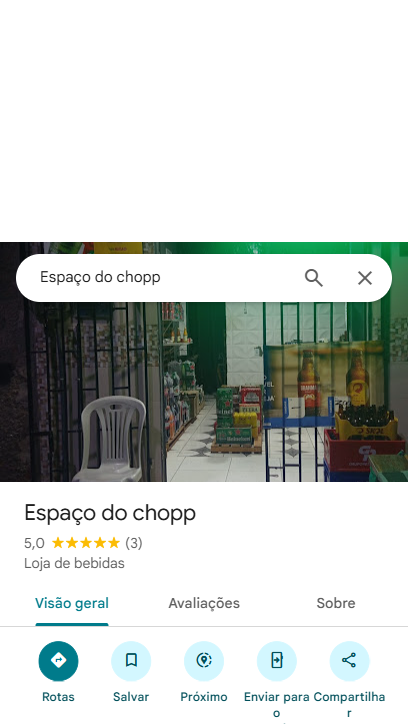 Espaço do chopp
Espaço do chopp
5,0 ★★★★★ (3)
Loja de bebidas
Visão geral Avaliações Sobre
Rotas Salvar Próximo Enviar para o Compartilhar